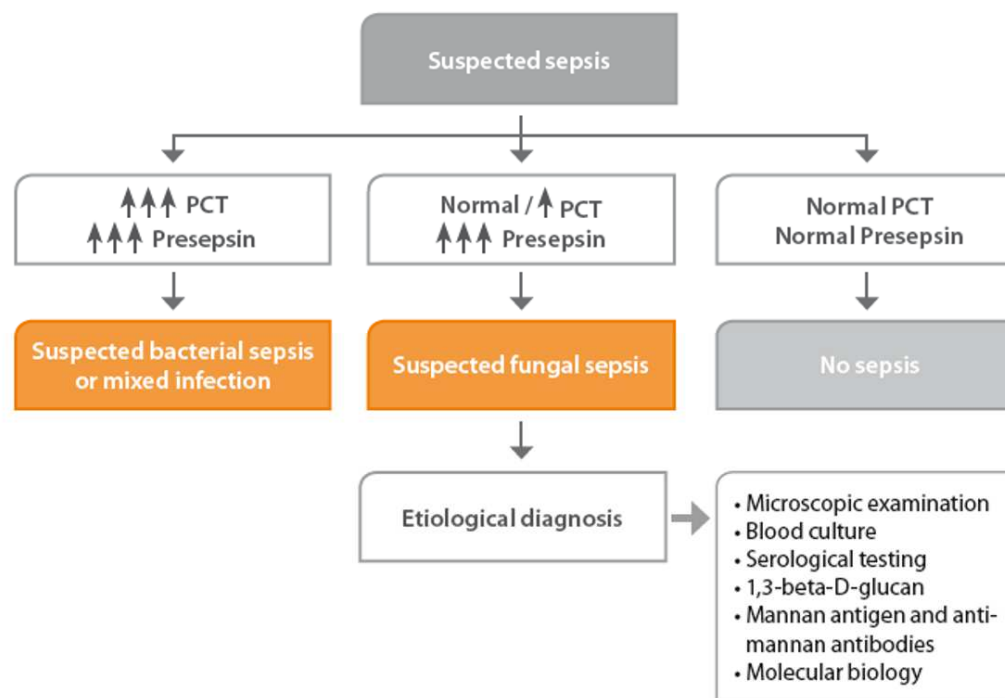 Suspected sepsis
↑↑↑ PCT
↑↑↑ Presepsin
Normal / ↑ PCT
↑↑↑ Presepsin
Normal PCT
Normal Presepsin
Suspected bacterial sepsis
or mixed infection
Suspected fungal sepsis
No sepsis
Etiological diagnosis
• Microscopic examination
• Blood culture
• Serological testing
• 1,3-beta-D-glucan
• Mannan antigen and anti-
mannan antibodies
• Molecular biology